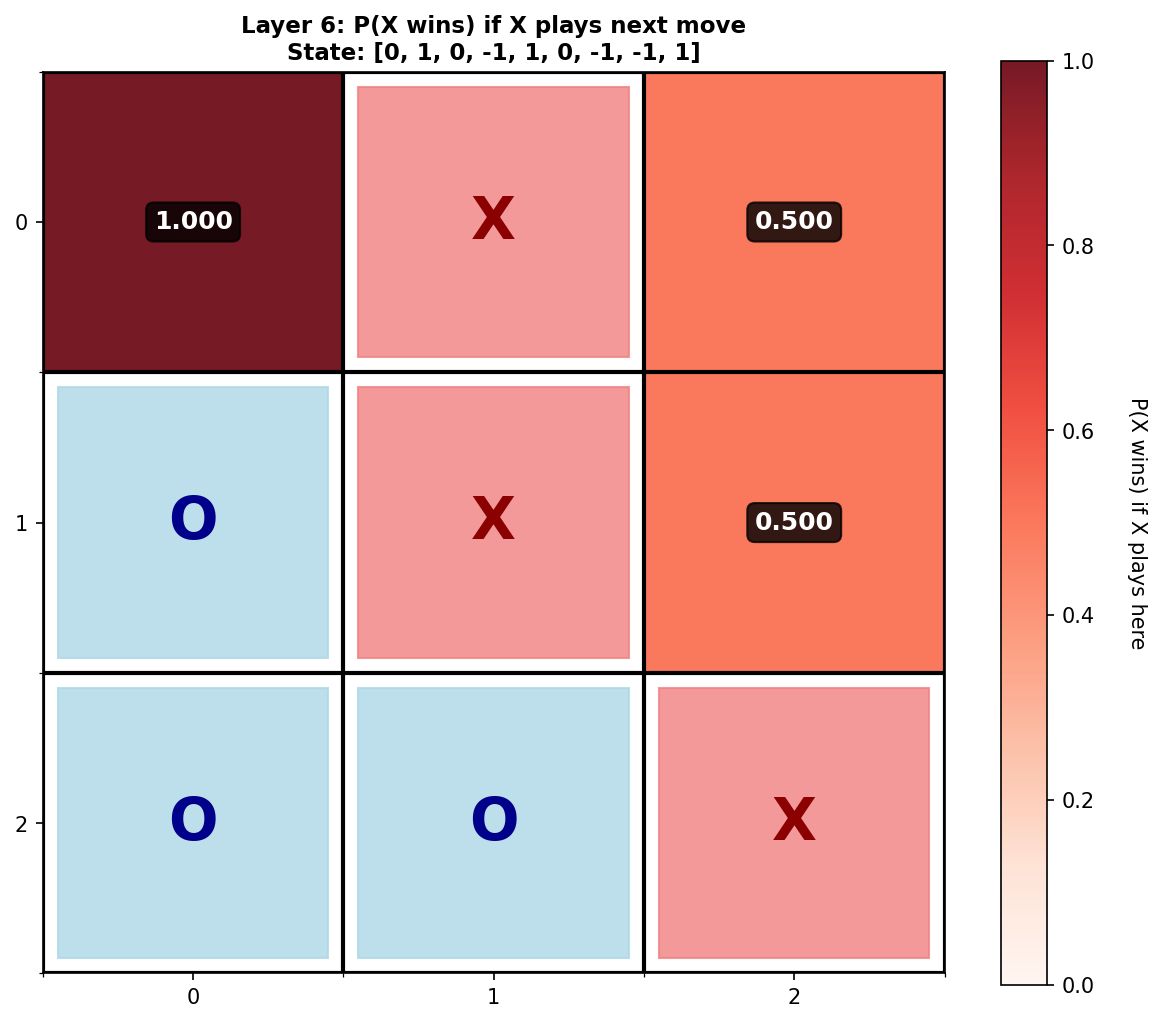 Layer 6: P(X wins) if X plays next move
State: [0, 1, 0, -1, 1, 0, -1, -1, 1]
1.0
0 1.000 X 0.500
0.8
0.6
P(X wins) if X plays here
1 O X 0.500
0.4
0.2
2 O O X
0.0
0 1 2